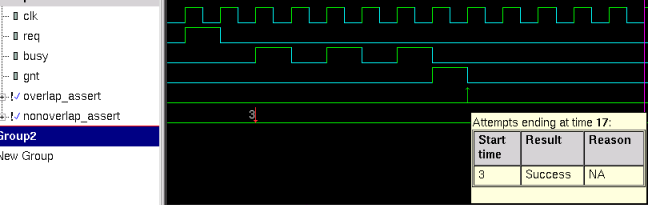 clk
req
busy
gnt
overlap_assert
nonoverlap_assert
Group2
New Group
3
Attempts ending at time 17:
Start time Result Reason
3 Success NA